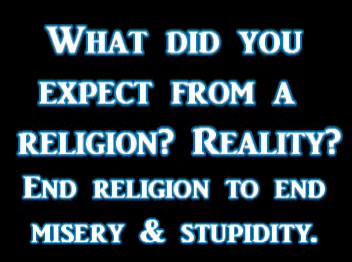 What did you
expect from a
religion? Reality?
End religion to end
misery & stupidity.